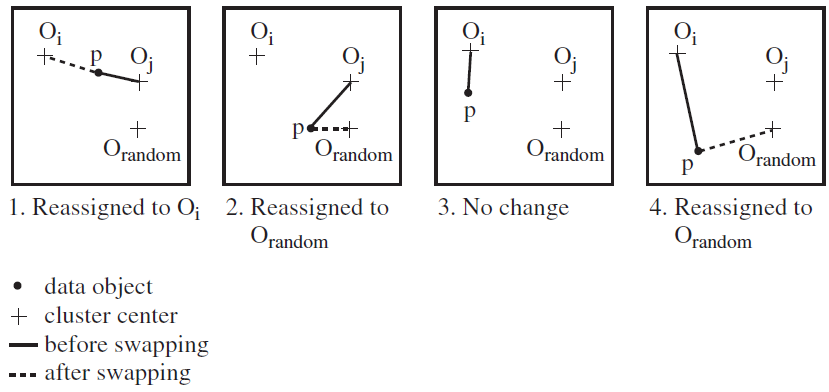 Oi
p Oj
Orandom
1. Reassigned to Oi
Oi
Oj
p
Orandom
2. Reassigned to
Orandom
Oi
Oj
p
Orandom
3. No change
Oi
Oj
p Orandom
4. Reassigned to
Orandom
data object
cluster center
before swapping
after swapping